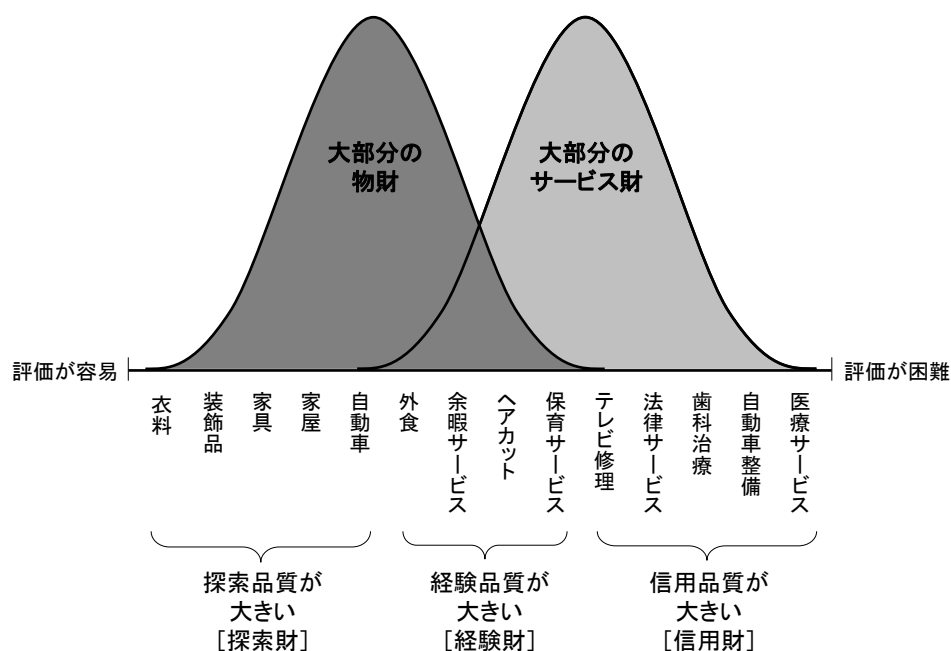 大部分の
物財
大部分の
サービス財
評価が容易
評価が困難
衣料
装飾品
家具
家屋
自動車
外食
余暇サービス
ヘアカット
保育サービス
テレビ修理
法律サービス
歯科治療
自動車整備
医療サービス
探索品質が
大きい
[探索財]
経験品質が
大きい
[経験財]
信用品質が
大きい
[信用財]